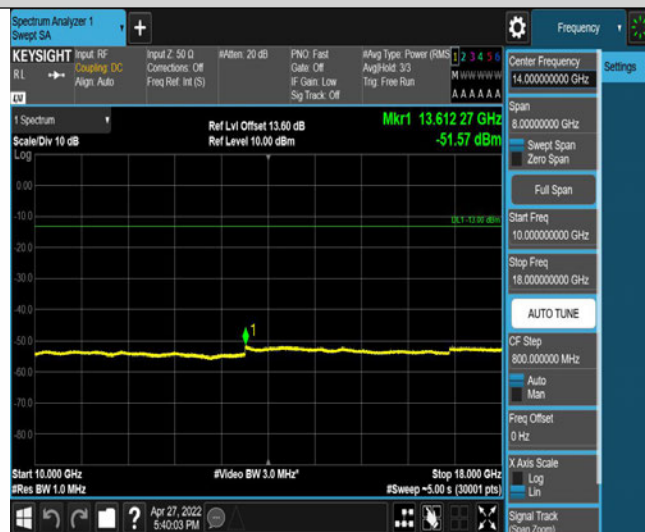 Spectrum Analyzer 1
Swept SA
+
Frequency
KEYSIGHT
RL
Input: RF
Coupling: DC
Align: Auto
Input Z: 50 Ω
Corrections: Off
Freq Ref: Int (S)
#Atten: 20 dB
PNO: Fast
Gate: Off
IF Gain: Low
Sig Track: Off
#Avg Type: Power (RMS
Avg|Hold: 3/3
Trig: Free Run
1 2 3 4 5 6
M W W W W W
A A A A A A
LXI
1 Spectrum
Scale/Div 10 dB
Log
Ref Lvl Offset 13.60 dB
Ref Level 10.00 dBm
Mkr1 13.612 27 GHz
-51.57 dBm
0.00
-10.0
DL1 -13.00 dBm
-20.0
-30.0
-40.0
-50.0
1
-60.0
-70.0
-80.0
Start 10.000 GHz
#Res BW 1.0 MHz
#Video BW 3.0 MHz*
Stop 18.000 GHz
#Sweep ~5.00 s (30001 pts)
Apr 27, 2022
5:40:03 PM
?
Center Frequency
14.000000000 GHz
Settings
Span
8.00000000 GHz
Swept Span
Zero Span
Full Span
Start Freq
10.000000000 GHz
Stop Freq
18.000000000 GHz
AUTO TUNE
CF Step
800.000000 MHz
Auto
Man
Freq Offset
0 Hz
X Axis Scale
Log
Lin
Signal Track
(Span Zoom)